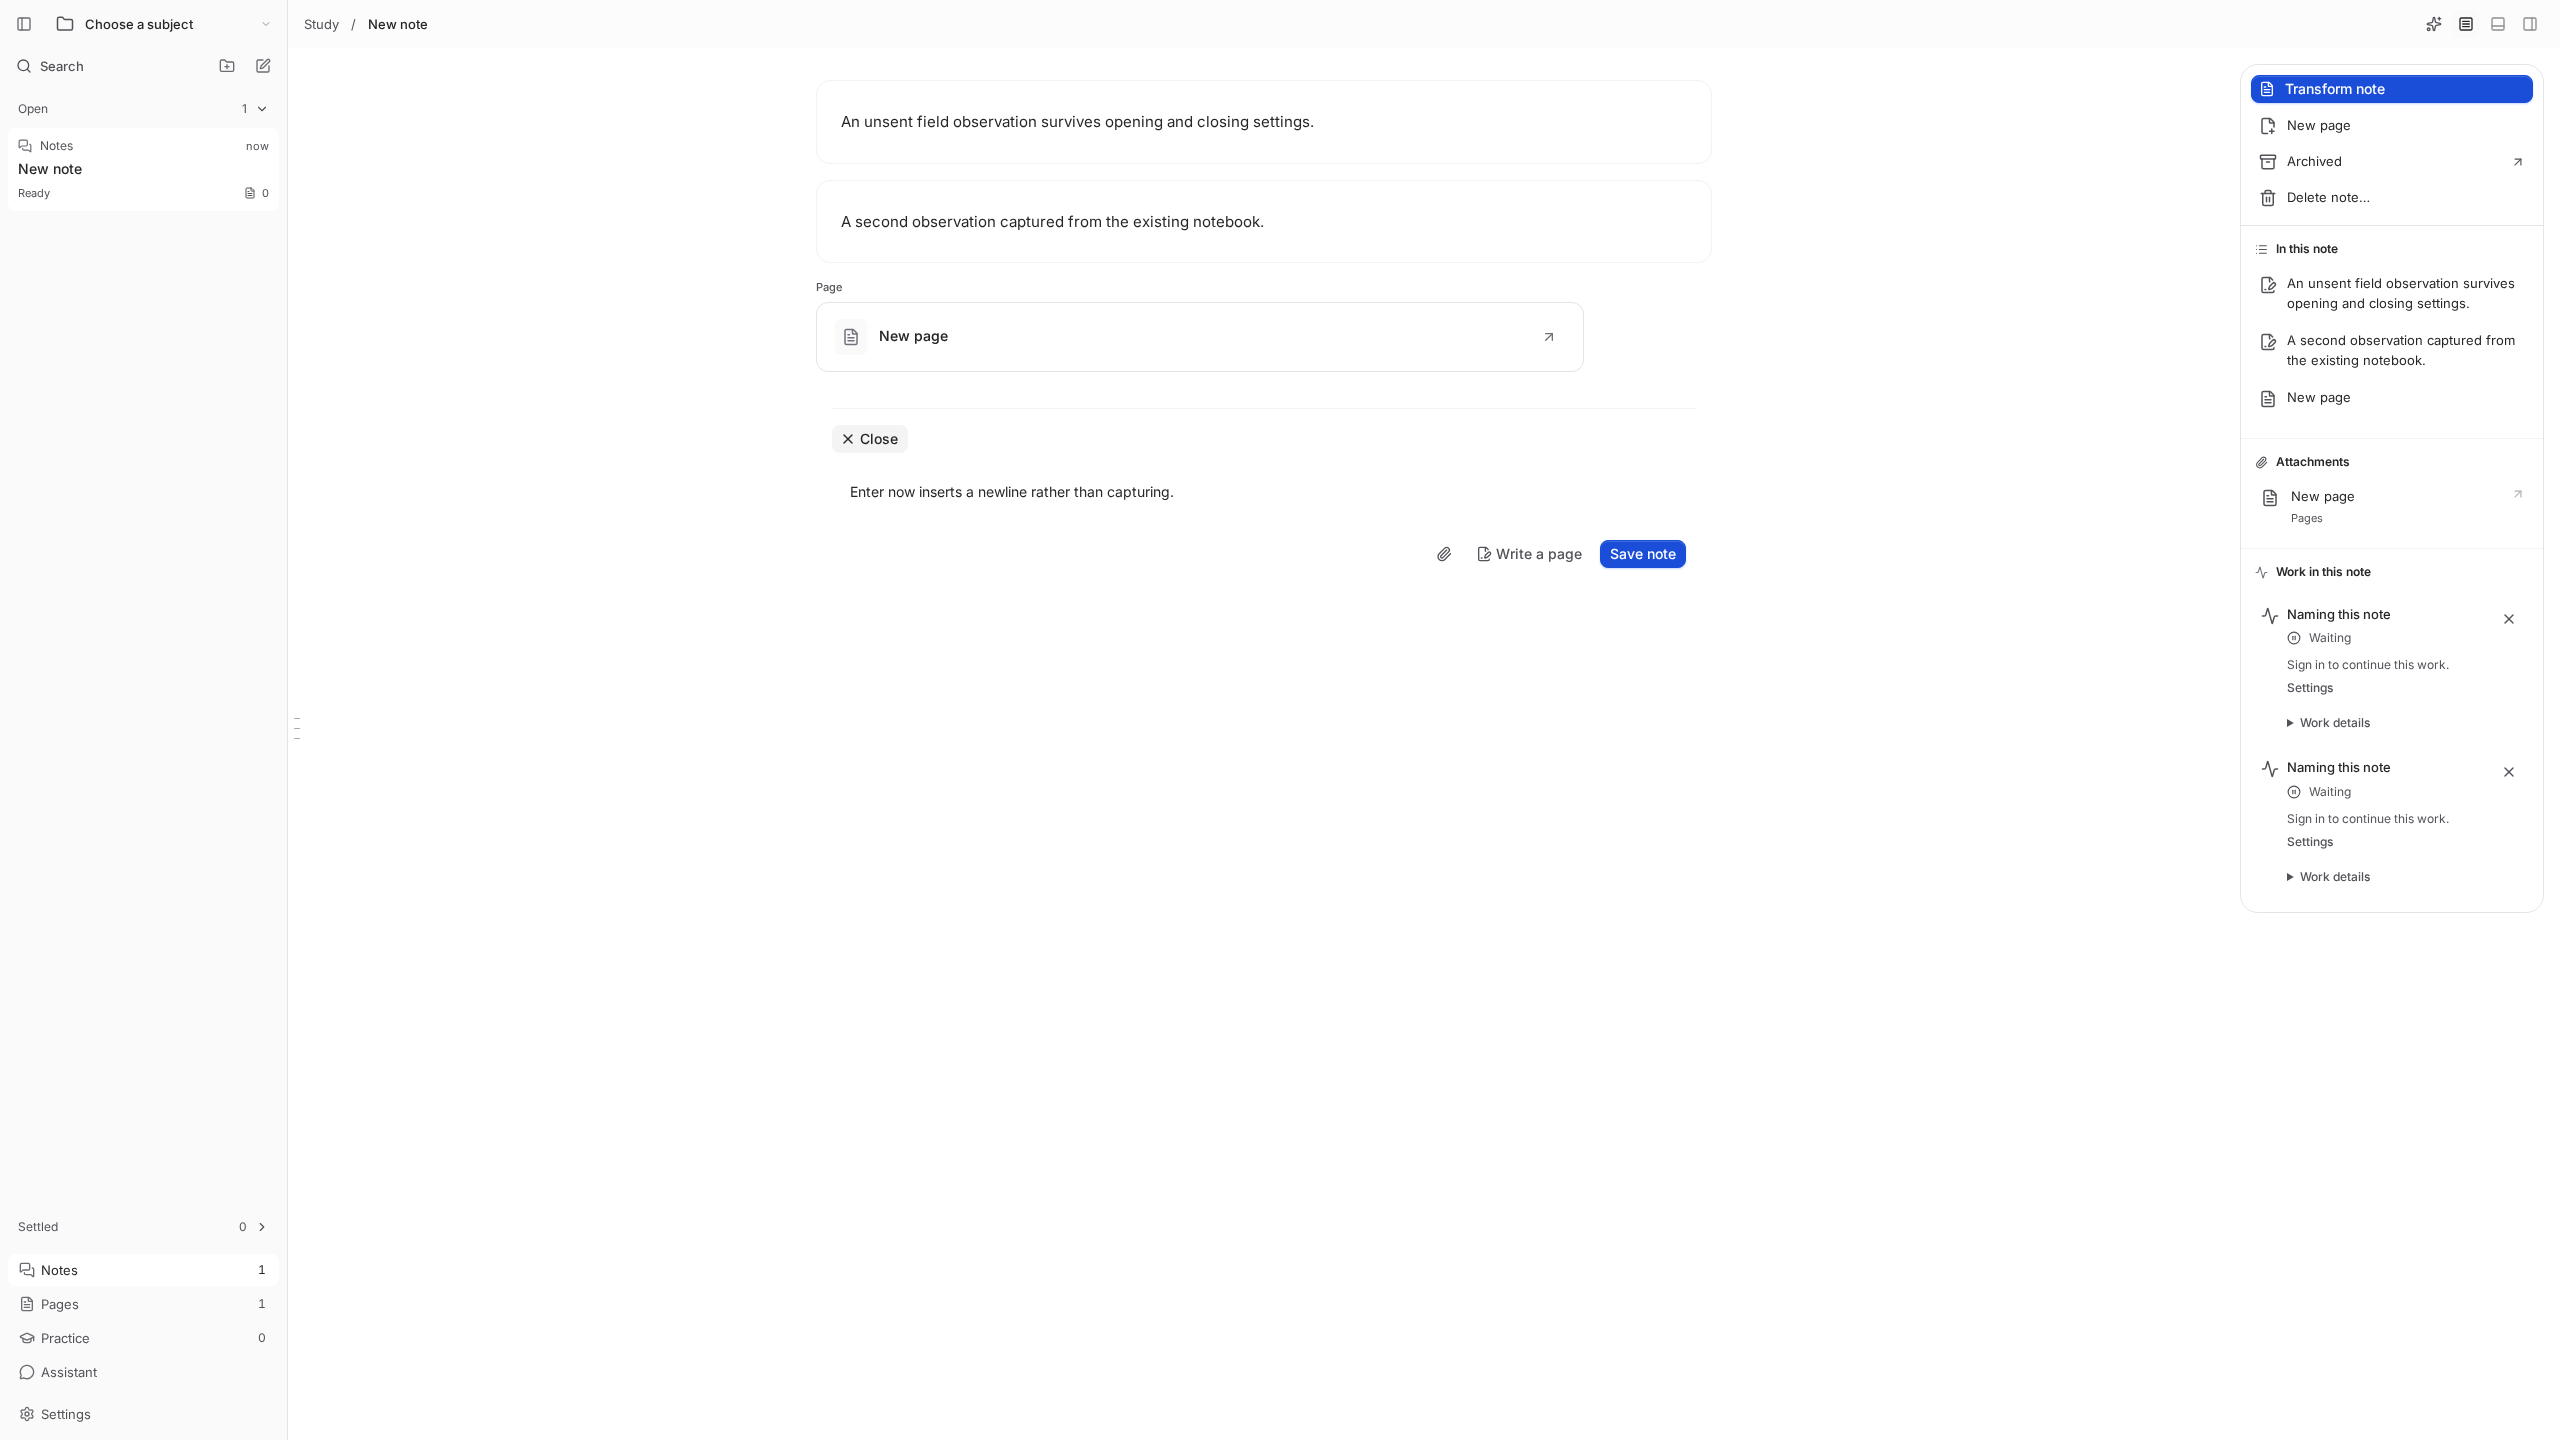 Choose a subject
Search
Open 1
Notes now
New note
Ready 0
Settled 0
Notes 1
Pages 1
Practice 0
Assistant
Settings
Study / New note
An unsent field observation survives opening and closing settings.
A second observation captured from the existing notebook.
Page
New page
Close
Enter now inserts a newline rather than capturing.
Write a page Save note
Transform note
New page
Archived
Delete note...
In this note
An unsent field observation survives
opening and closing settings.
A second observation captured from
the existing notebook.
New page
Attachments
New page
Pages
Work in this note
Naming this note
Waiting
Sign in to continue this work.
Settings
Work details
Naming this note
Waiting
Sign in to continue this work.
Settings
Work details